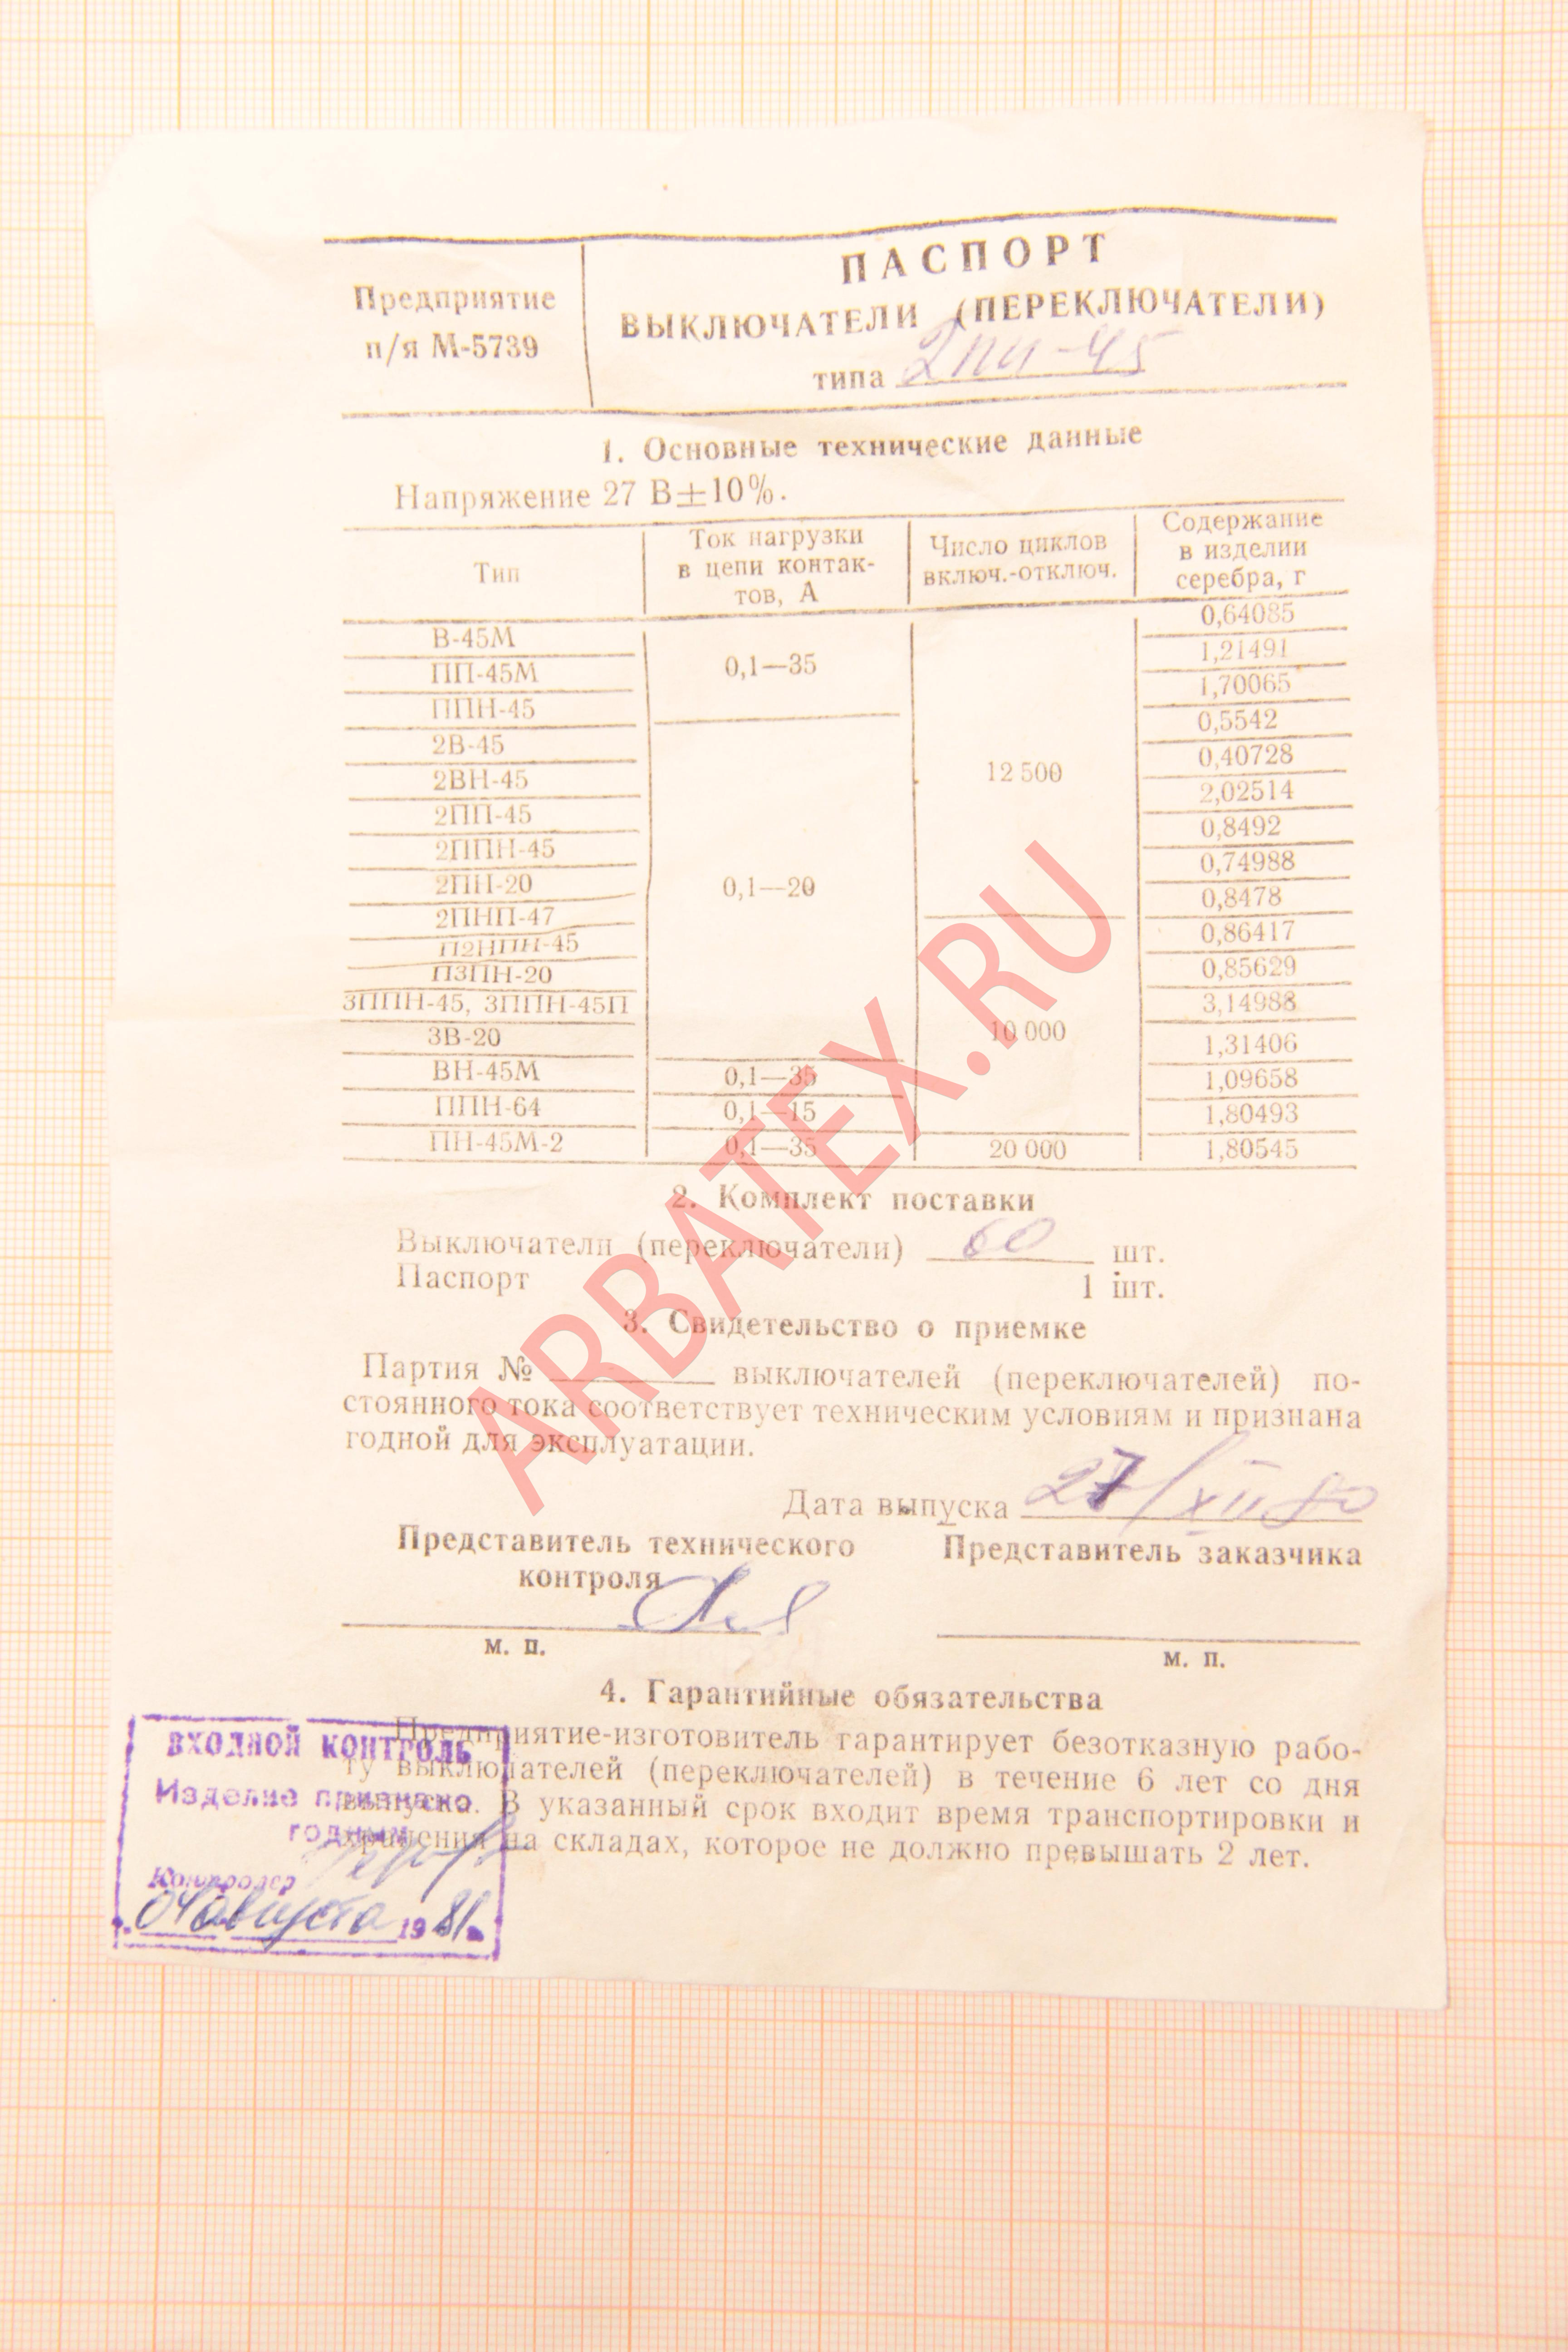 Предприятие
п/я М-5739
ПАСПОРТ
ВЫКЛЮЧАТЕЛИ (ПЕРЕКЛЮЧАТЕЛИ)
типа 2ПП-45
1. Основные технические данные
Напряжение 27 В±10%.
Тип
Ток нагрузки
в цепи контак-
тов, А
Число циклов
включ.-отключ.
Содержание
в изделии
серебра, г
В-45М 0,64085
ПП-45М 0,1—35 1,21491
ППН-45 1,70065
2В-45 0,5542
2ВН-45 12 500 0,40728
2ПП-45 2,02514
2ППН-45 0,8492
2ПН-20 0,1—20 0,74988
2ПНП-47 0,8478
П2НПН-45 0,86417
П3ПН-20 0,85629
3ППН-45, 3ППН-45П 3,14988
3В-20 10 000 1,31406
ВН-45М 0,1—35 1,09658
ППН-64 0,1—15 1,80493
ПН-45М-2 0,1—35 20 000 1,80545
2. Комплект поставки
Выключатели (переключатели) 60 шт.
Паспорт 1 шт.
3. Свидетельство о приемке
Партия № выключателей (переключателей) по-
стоянного тока соответствует техническим условиям и признана
годной для эксплуатации.
Дата выпуска 27/XII 80
Представитель технического
контроля
Представитель заказчика
м. п.
м. п.
4. Гарантийные обязательства
Предприятие-изготовитель гарантирует безотказную рабо-
ту выключателей (переключателей) в течение 6 лет со дня
выпуска. В указанный срок входит время транспортировки и
хранения на складах, которое не должно превышать 2 лет.
ВХОДНОЙ КОНТРОЛЬ
Изделие признано
годным
Контролер
04 августа 1981
ARBATEX.RU